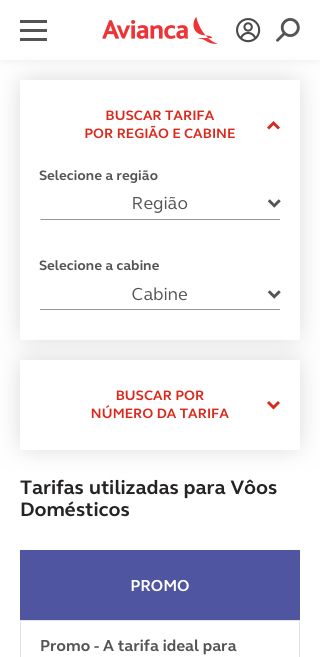 Avianca
BUSCAR TARIFA
POR REGIÃO E CABINE
Selecione a região
Região
Selecione a cabine
Cabine
BUSCAR POR
NÚMERO DA TARIFA
Tarifas utilizadas para Vôos
Domésticos
PROMO
Promo - A tarifa ideal para